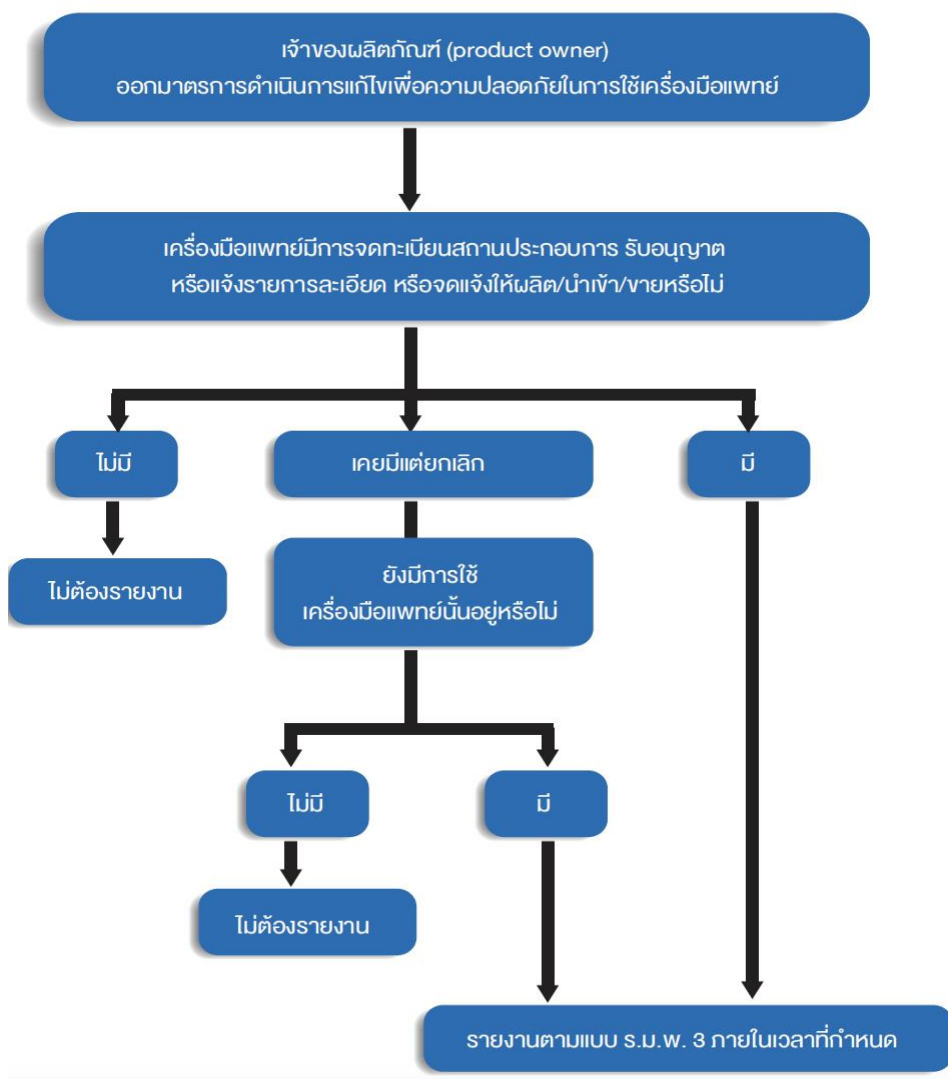 เจ้าของผลิตภัณฑ์ (product owner)
ออกมาตรการดำเนินการแก้ไขเพื่อความปลอดภัยในการใช้เครื่องมือแพทย์
เครื่องมือแพทย์มีการจดทะเบียนสถานประกอบการ รับอนุญาต
หรือแจ้งรายการละเอียด หรือจดแจ้งให้ผลิต/นำเข้า/ขายหรือไม่
ไม่มี
เคยมีแต่ยกเลิก
มี
ไม่ต้องรายงาน
ยังมีการใช้
เครื่องมือแพทย์นั้นอยู่หรือไม่
ไม่มี
มี
ไม่ต้องรายงาน
รายงานตามแบบ ร.ม.พ. 3 ภายในเวลาที่กำหนด